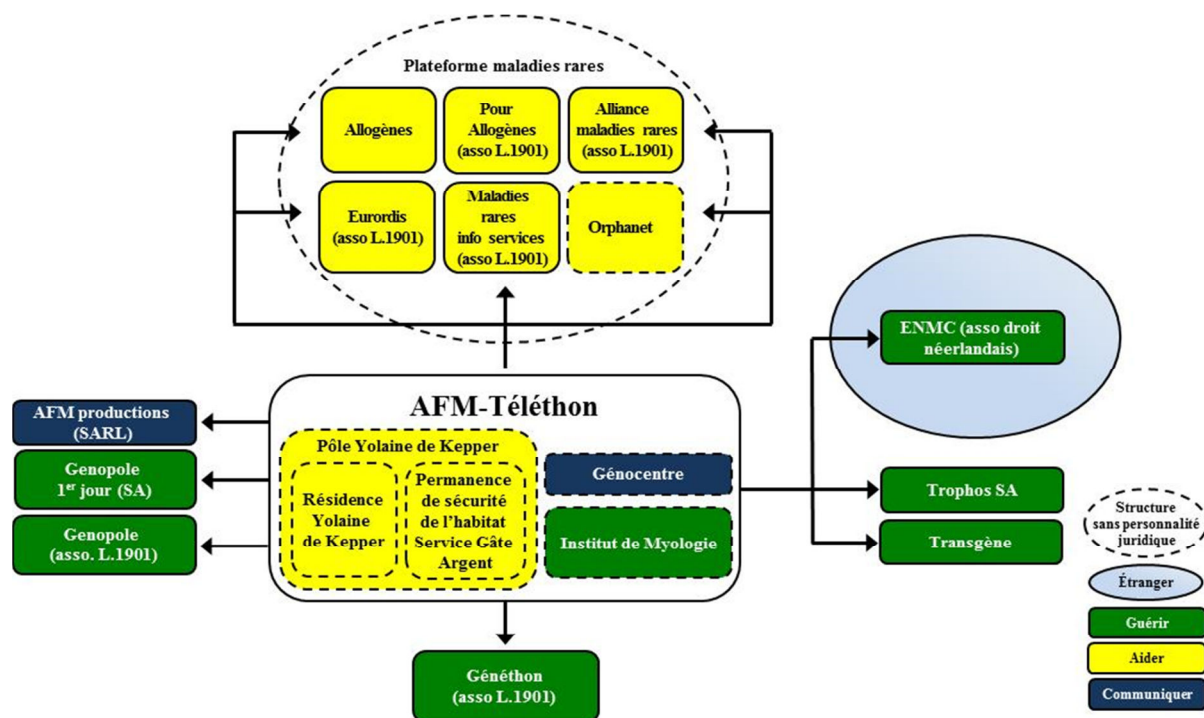 Plateforme maladies rares
Allogènes
Pour
Allogènes
(asso L.1901)
Alliance
maladies rares
(asso L.1901)
Eurordis
(asso L.1901)
Maladies
rares
info services
(asso L.1901)
Orphanet
ENMC (asso droit
néerlandais)
AFM-Téléthon
AFM productions
(SARL)
Genopole
1er jour (SA)
Genopole
(asso. L.1901)
Pôle Yolaine de Kepper
Résidence
Yolaine
de Kepper
Permanence
de sécurité
de l’habitat
Service Gâte
Argent
Génocentre
Institut de Myologie
Trophos SA
Transgène
Généthon
(asso L.1901)
Structure
sans personnalité
juridique
Étranger
Guérir
Aider
Communiquer